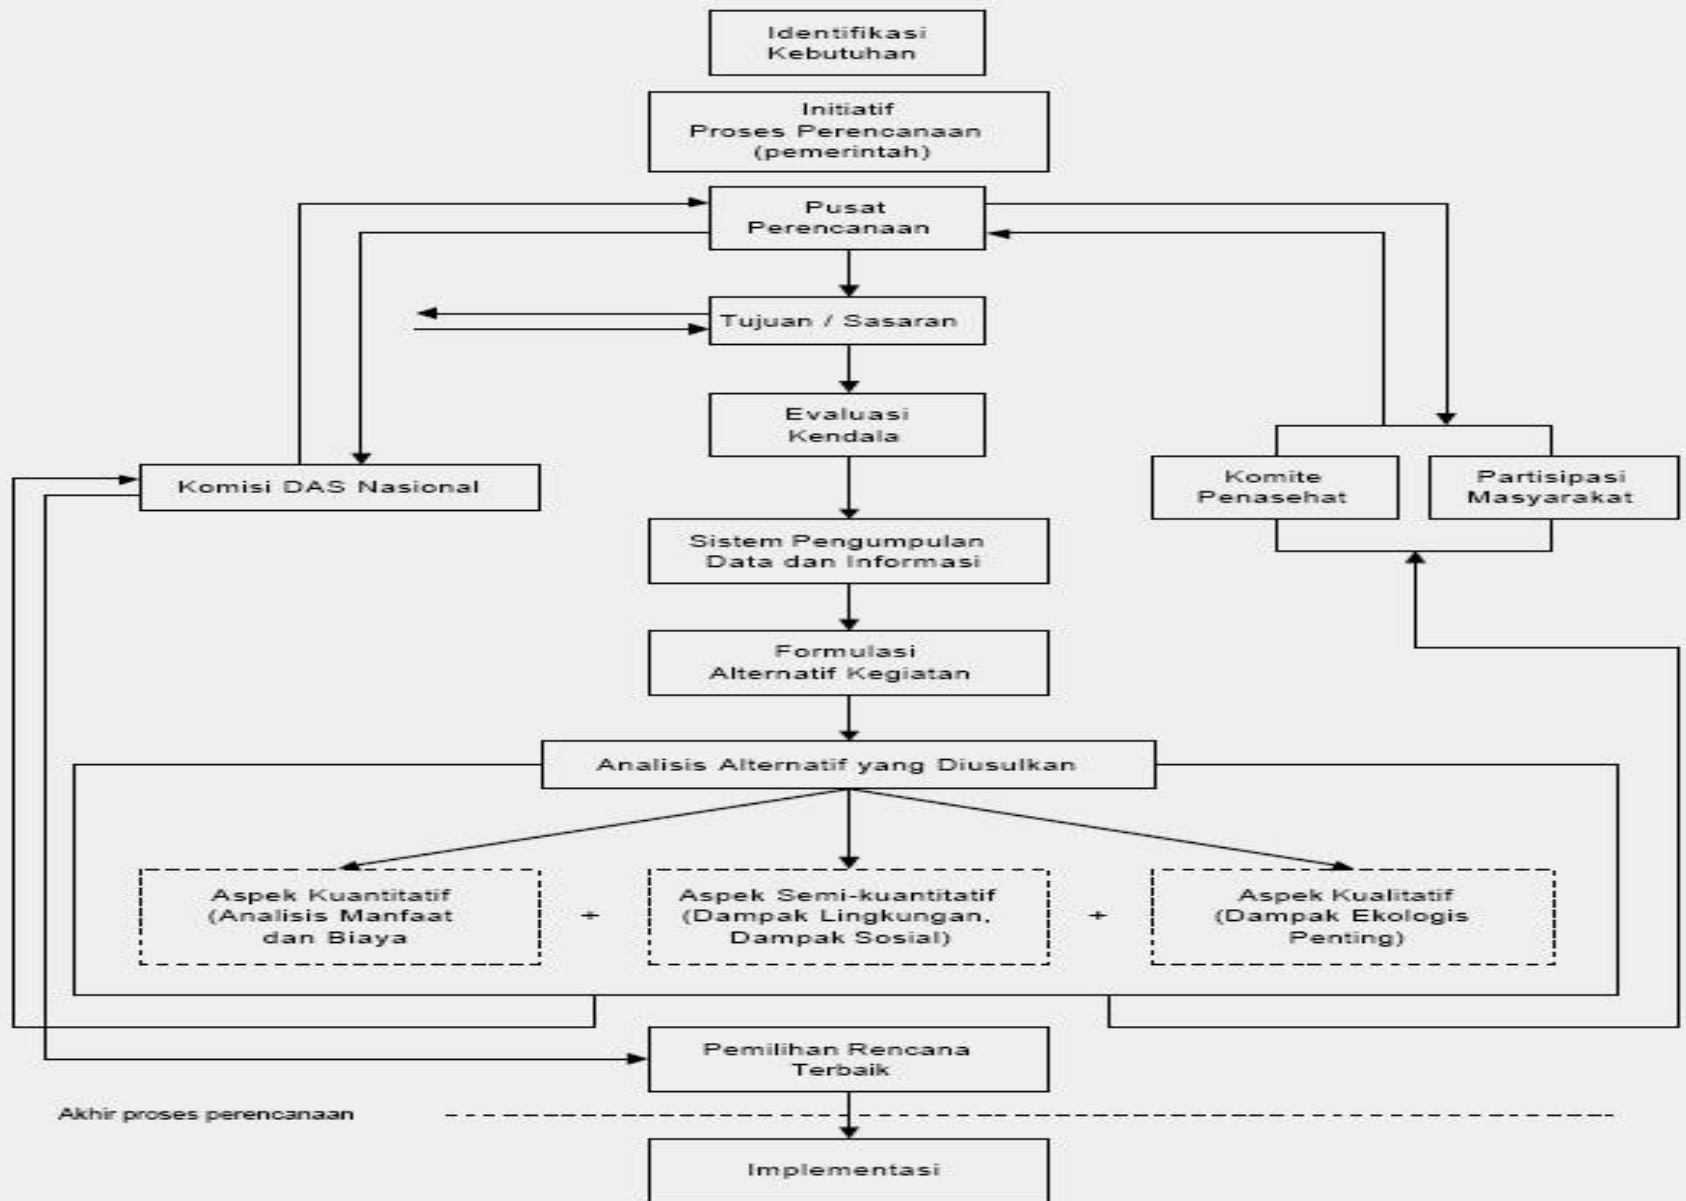 Identifikasi
Kebutuhan
Initiatif
Proses Perencanaan
(pemerintah)
Pusat
Perencanaan
Tujuan / Sasaran
Evaluasi
Kendala
Komisi DAS Nasional
Komite
Penasehat
Partisipasi
Masyarakat
Sistem Pengumpulan
Data dan Informasi
Formulasi
Alternatif Kegiatan
Analisis Alternatif yang Diusulkan
Aspek Kuantitatif
(Analisis Manfaat
dan Biaya
+
Aspek Semi-kuantitatif
(Dampak Lingkungan,
Dampak Sosial)
+
Aspek Kualitatif
(Dampak Ekologis
Penting)
Pemilihan Rencana
Terbaik
Akhir proses perencanaan
Implementasi